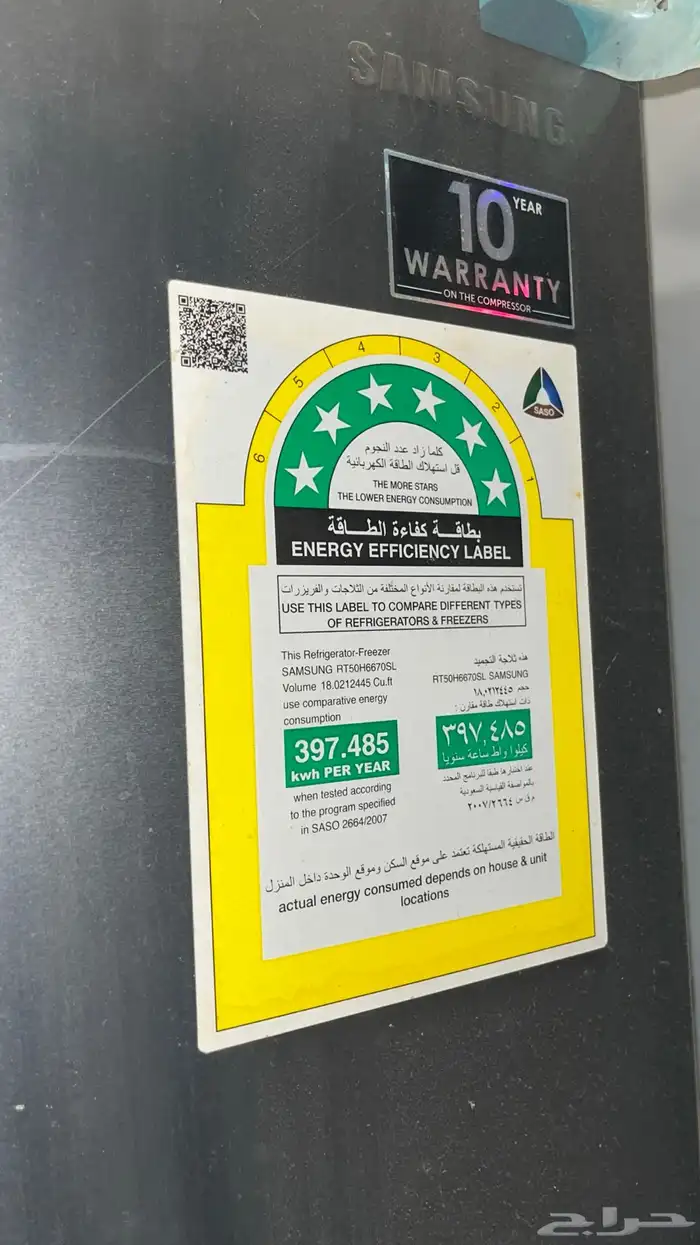 SAMSUNG
10 YEAR
WARRANTY
ON THE COMPRESSOR
6 5 4 3 2 1
SASO
كلما زاد عدد النجوم
قل استهلاك الطاقة الكهربائية
THE MORE STARS
THE LOWER ENERGY CONSUMPTION
بطاقة كفاءة الطاقة
ENERGY EFFICIENCY LABEL
تستخدم هذه البطاقة لمقارنة الأنواع المختلفة من الثلاجات والفريزرات
USE THIS LABEL TO COMPARE DIFFERENT TYPES
OF REFRIGERATORS & FREEZERS
This Refrigerator-Freezer
SAMSUNG RT50H6670SL
Volume 18.0212445 Cu.ft
use comparative energy
consumption
397.485
kwh PER YEAR
when tested according
to the program specified
in SASO 2664/2007
هذه ثلاجة التجميد
RT50H6670SL SAMSUNG
حجم ١٨,٠٢١٢٤٤٥
ذات استهلاك طاقة مقارن :
٣٩٧,٤٨٥
كيلوا واط ساعة سنويا
عند اختبارها طبقا للبرنامج المحدد
بالمواصفة القياسية السعودية
م ق س ٢٠٠٧/٢٦٦٤
الطاقة الحقيقية المستهلكة تعتمد على موقع السكن وموقع الوحدة داخل المنزل
actual energy consumed depends on house & unit
locations
حراج